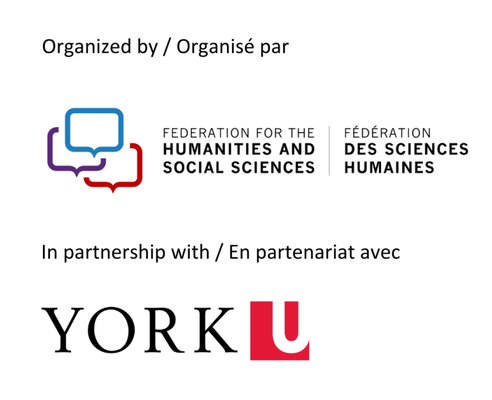 Organized by / Organisé par
FEDERATION FOR THE
HUMANITIES AND
SOCIAL SCIENCES
FÉDÉRATION
DES SCIENCES
HUMAINES
In partnership with / En partenariat avec
YORK U